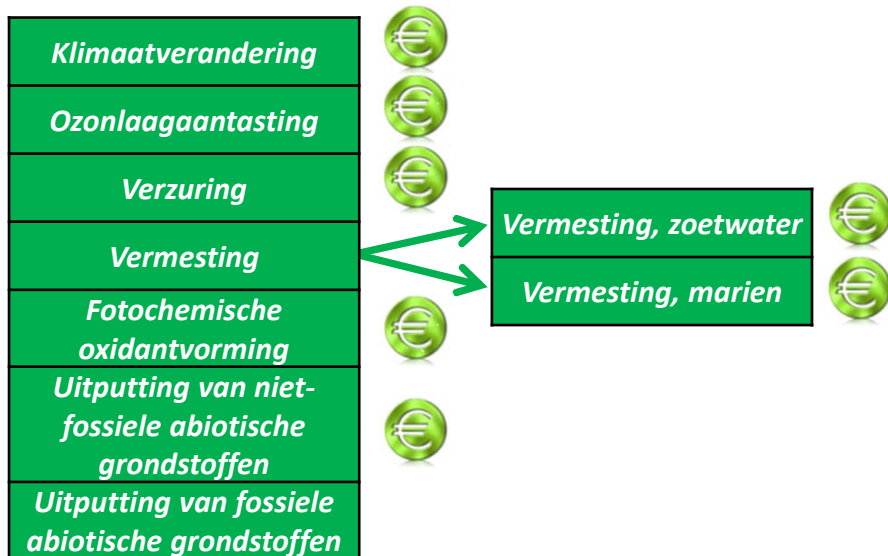 Klimaatverandering
Ozonlaagaantasting
Verzuring
Vermesting
Fotochemische
oxidantvorming
Uitputting van niet-
fossiele abiotische
grondstoffen
Uitputting van fossiele
abiotische grondstoffen
Vermesting, zoetwater
Vermesting, marien